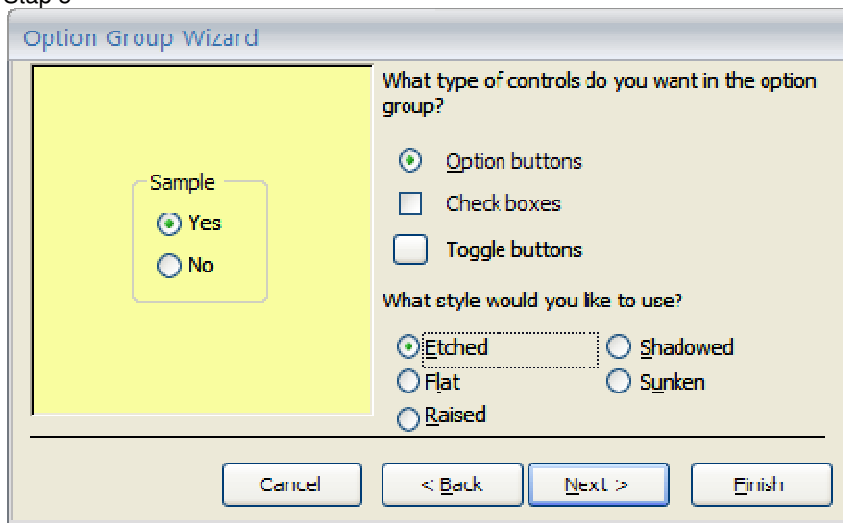 Option Group Wizard
What type of controls do you want in the option
group?
Option buttons
Check boxes
Toggle buttons
Sample
Yes
No
What style would you like to use?
Etched
Shadowed
Flat
Sunken
Raised
Cancel
< Back
Next >
Finish